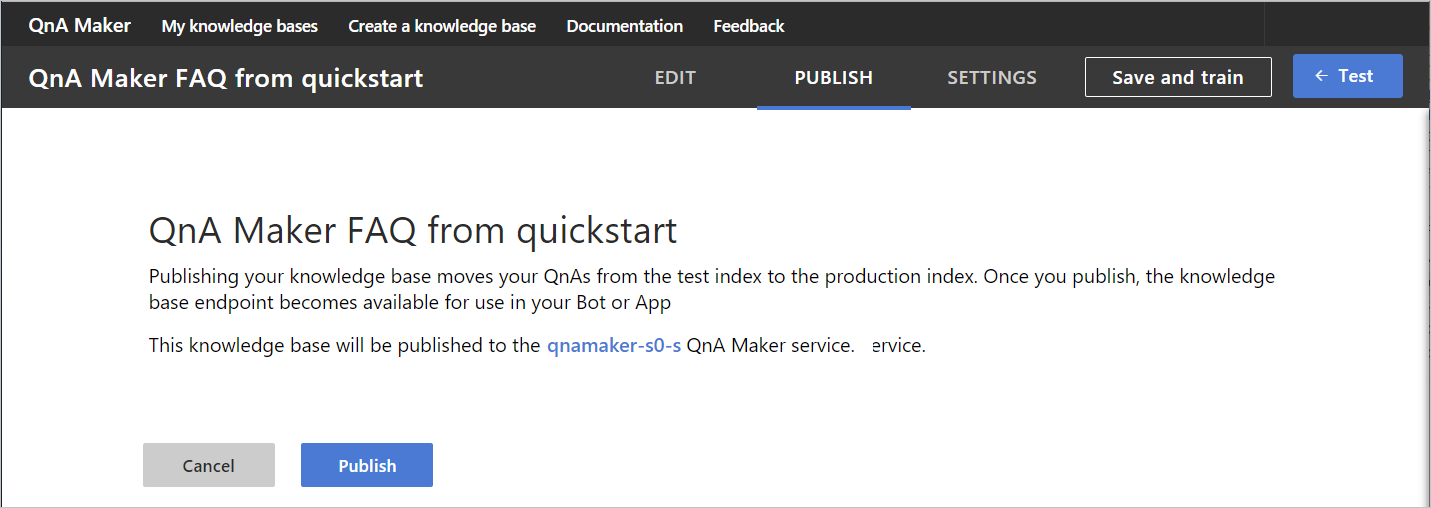 QnA Maker My knowledge bases Create a knowledge base Documentation Feedback
QnA Maker FAQ from quickstart EDIT PUBLISH SETTINGS Save and train ← Test
QnA Maker FAQ from quickstart
Publishing your knowledge base moves your QnAs from the test index to the production index. Once you publish, the knowledge
base endpoint becomes available for use in your Bot or App
This knowledge base will be published to the qnamaker-s0-s QnA Maker service. ervice.
Cancel Publish